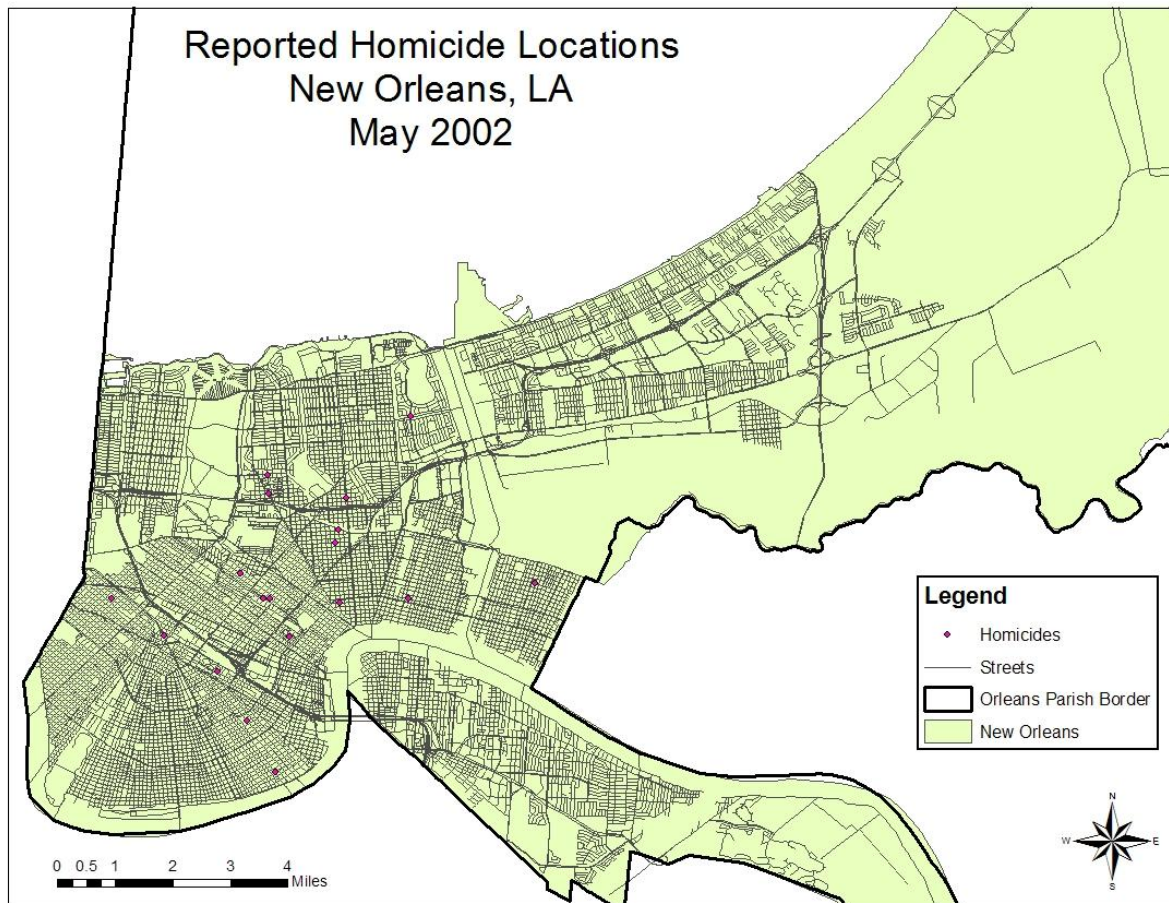 Reported Homicide Locations
New Orleans, LA
May 2002
Legend
Homicides
Streets
Orleans Parish Border
New Orleans
N
W E
S
0 0.5 1 2 3 4
Miles